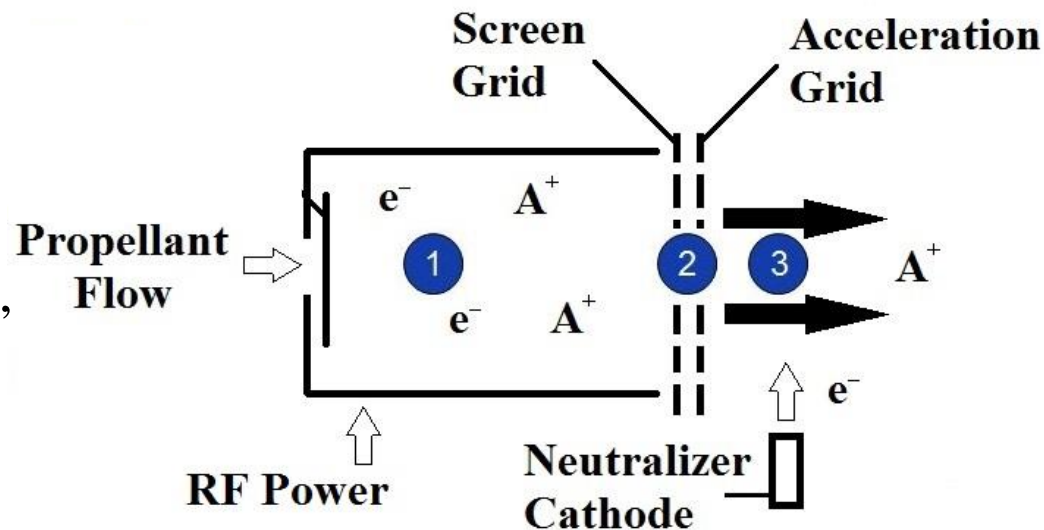 Screen
Grid
Acceleration
Grid
e⁻
A⁺
Propellant
Flow
1
2
3
A⁺
,
e⁻
A⁺
e⁻
RF Power
Neutralizer
Cathode